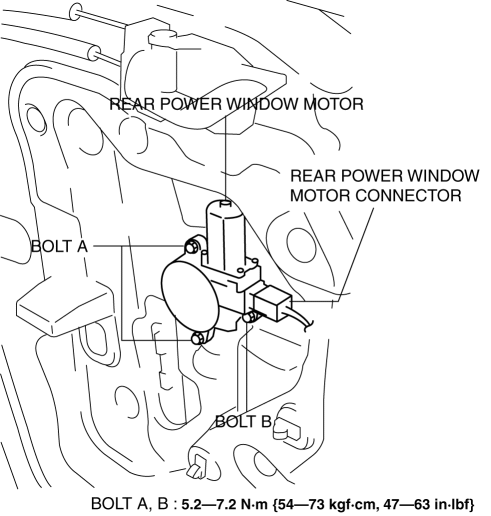 REAR POWER WINDOW MOTOR
REAR POWER WINDOW
MOTOR CONNECTOR
BOLT A
BOLT B
BOLT A, B : 5.2—7.2 N·m {54—73 kgf·cm, 47—63 in·lbf}